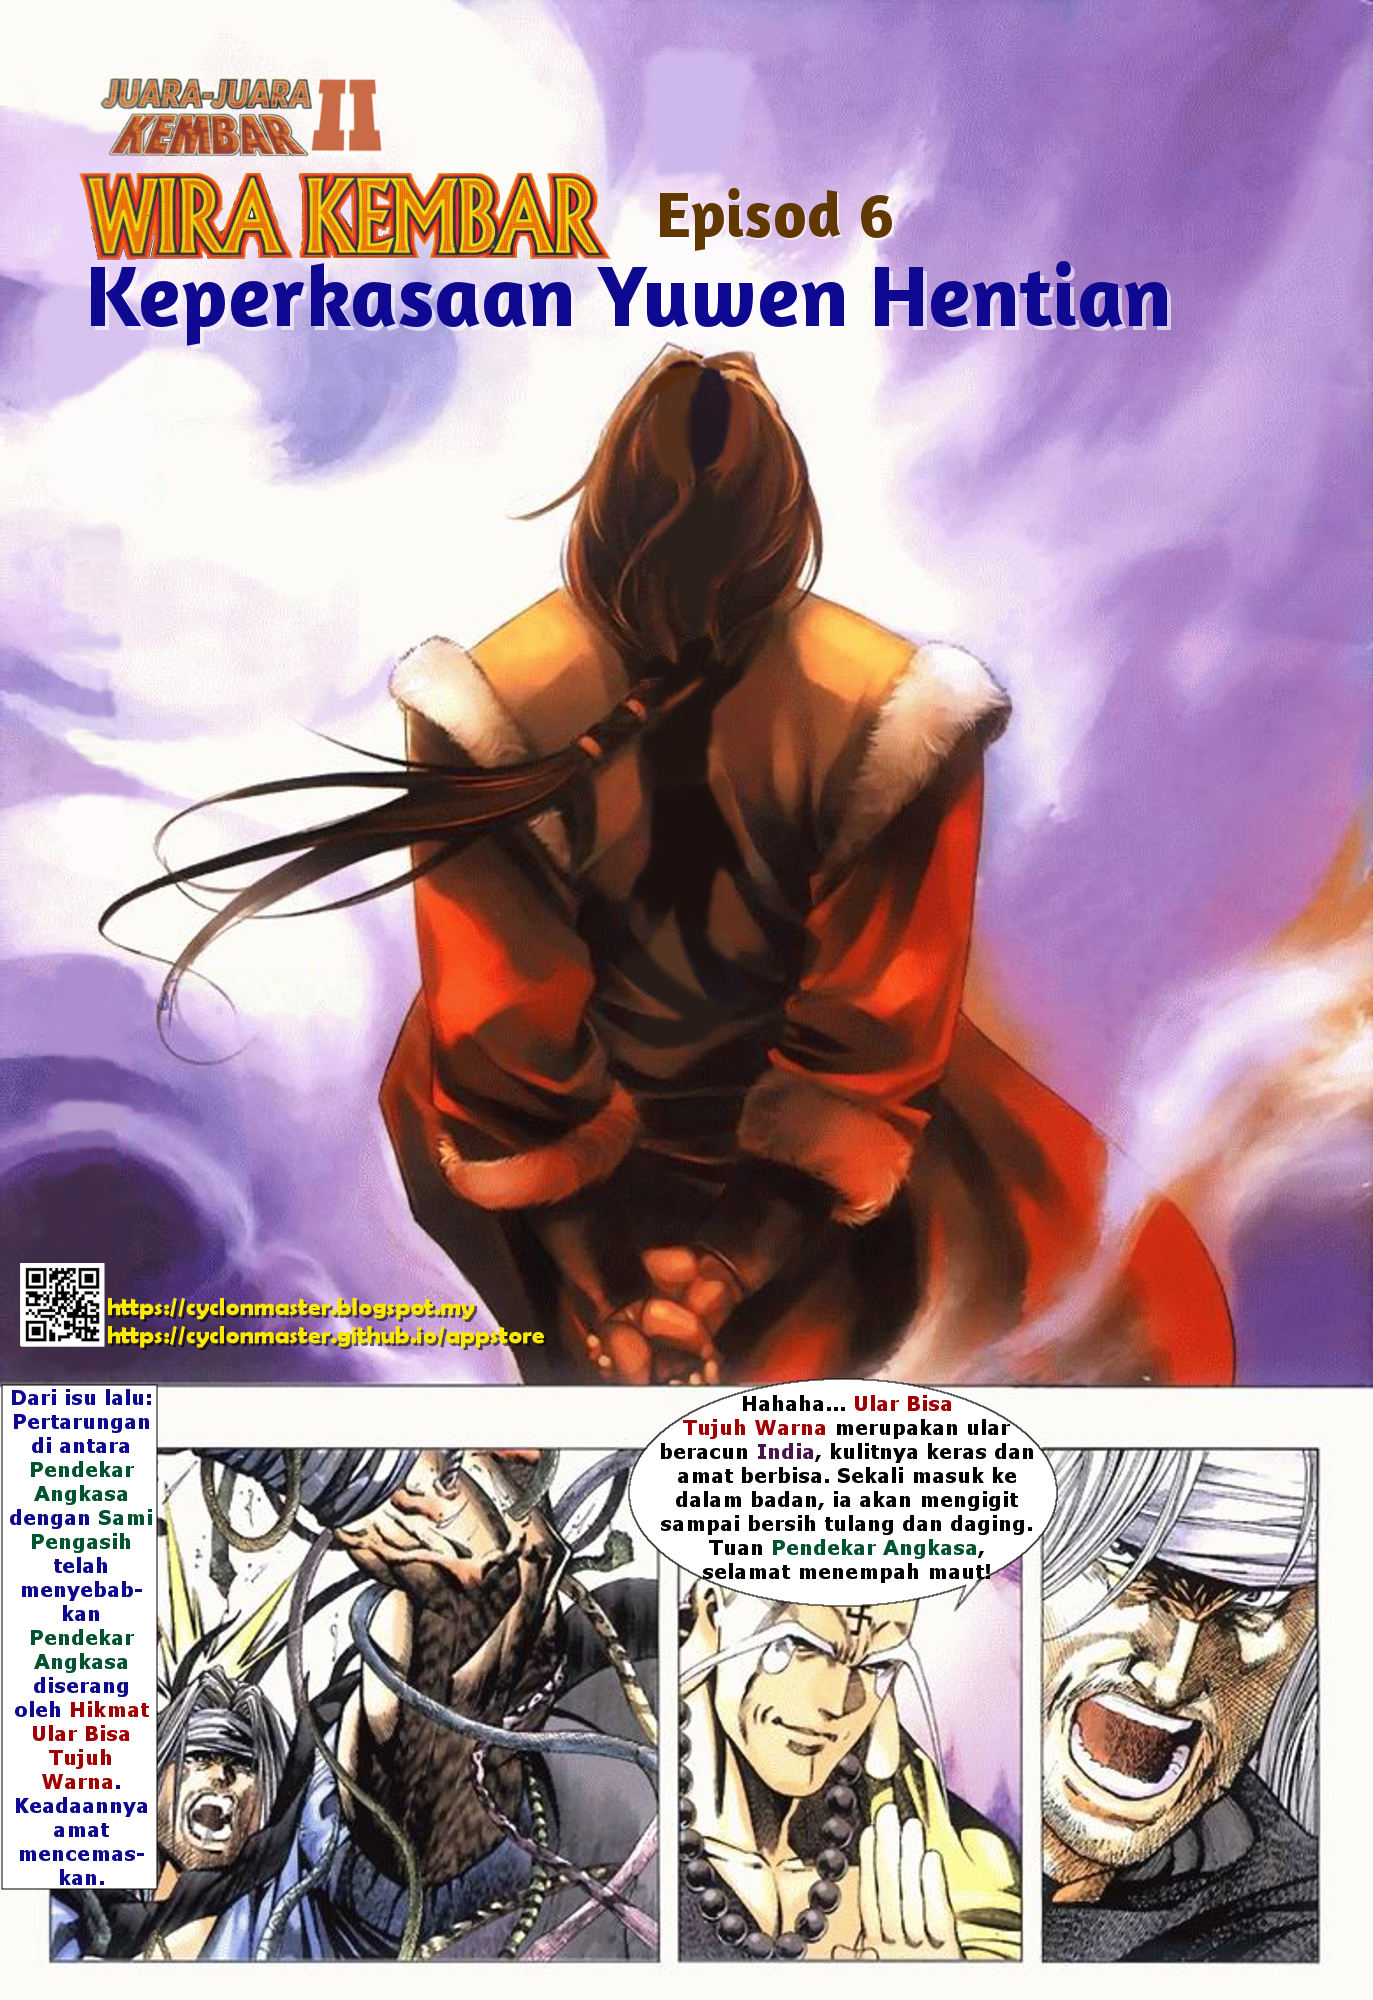 JUARA-JUARA
KEMBAR II
WIRA KEMBAR
Episod 6
Keperkasaan Yuwen Hentian
https://cyclonmaster.blogspot.my
https://cyclonmaster.github.io/appstore
Dari isu lalu:
Pertarungan
di antara
Pendekar
Angkasa
dengan Sami
Pengasih
telah
menyebab-
kan
Pendekar
Angkasa
diserang
oleh Hikmat
Ular Bisa
Tujuh
Warna.
Keadaannya
amat
mencemas-
kan.
Hahaha... Ular Bisa
Tujuh Warna merupakan ular
beracun India, kulitnya keras dan
amat berbisa. Sekali masuk ke
dalam badan, ia akan mengigit
sampai bersih tulang dan daging.
Tuan Pendekar Angkasa,
selamat menempah maut!